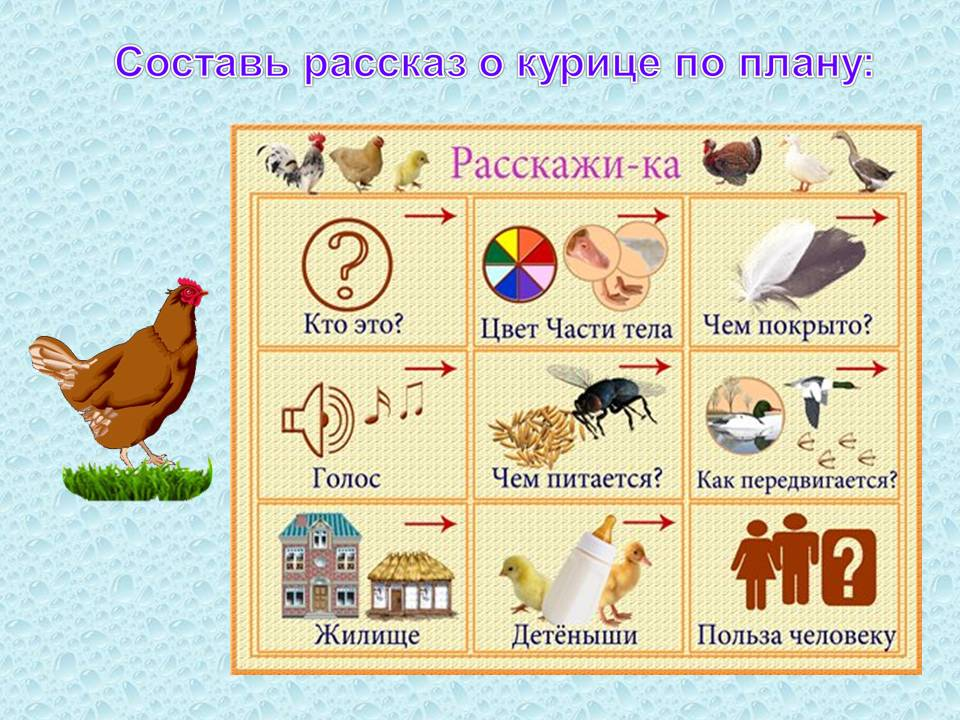 Составь рассказ о курице по плану:
Расскажи-ка
Кто это?
Цвет Части тела
Чем покрыто?
Голос
Чем питается?
Как передвигается?
Жилище
Детёныши
Польза человеку